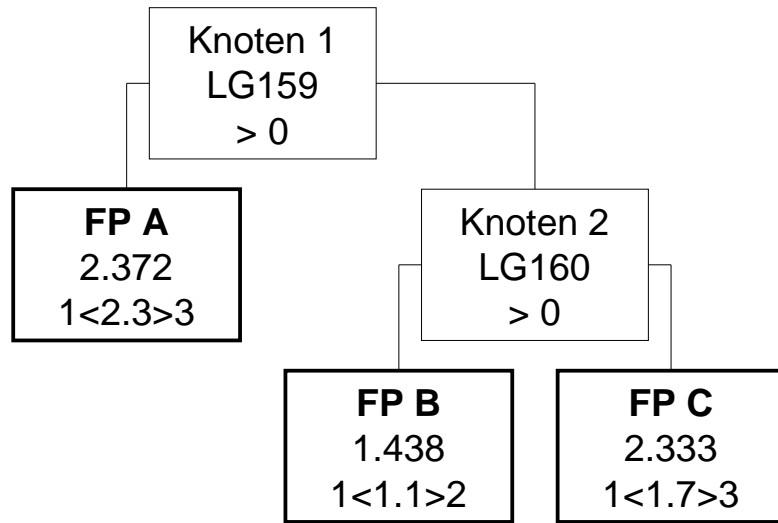 Knoten 1
LG159
> 0
FP A
2.372
1<2.3>3
Knoten 2
LG160
> 0
FP B
1.438
1<1.1>2
FP C
2.333
1<1.7>3